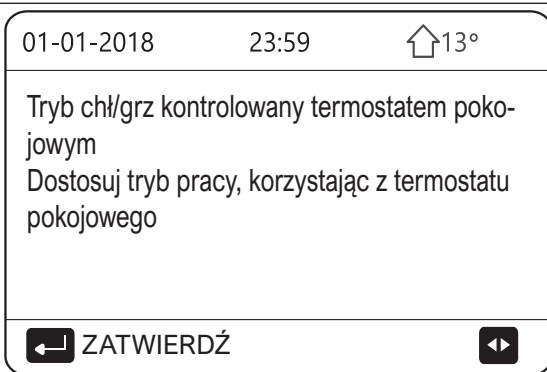 01-01-2018 23:59 13°
Tryb chł/grz kontrolowany termostatem poko-
jowym
Dostosuj tryb pracy, korzystając z termostatu
pokojowego
ZATWIERDŹ